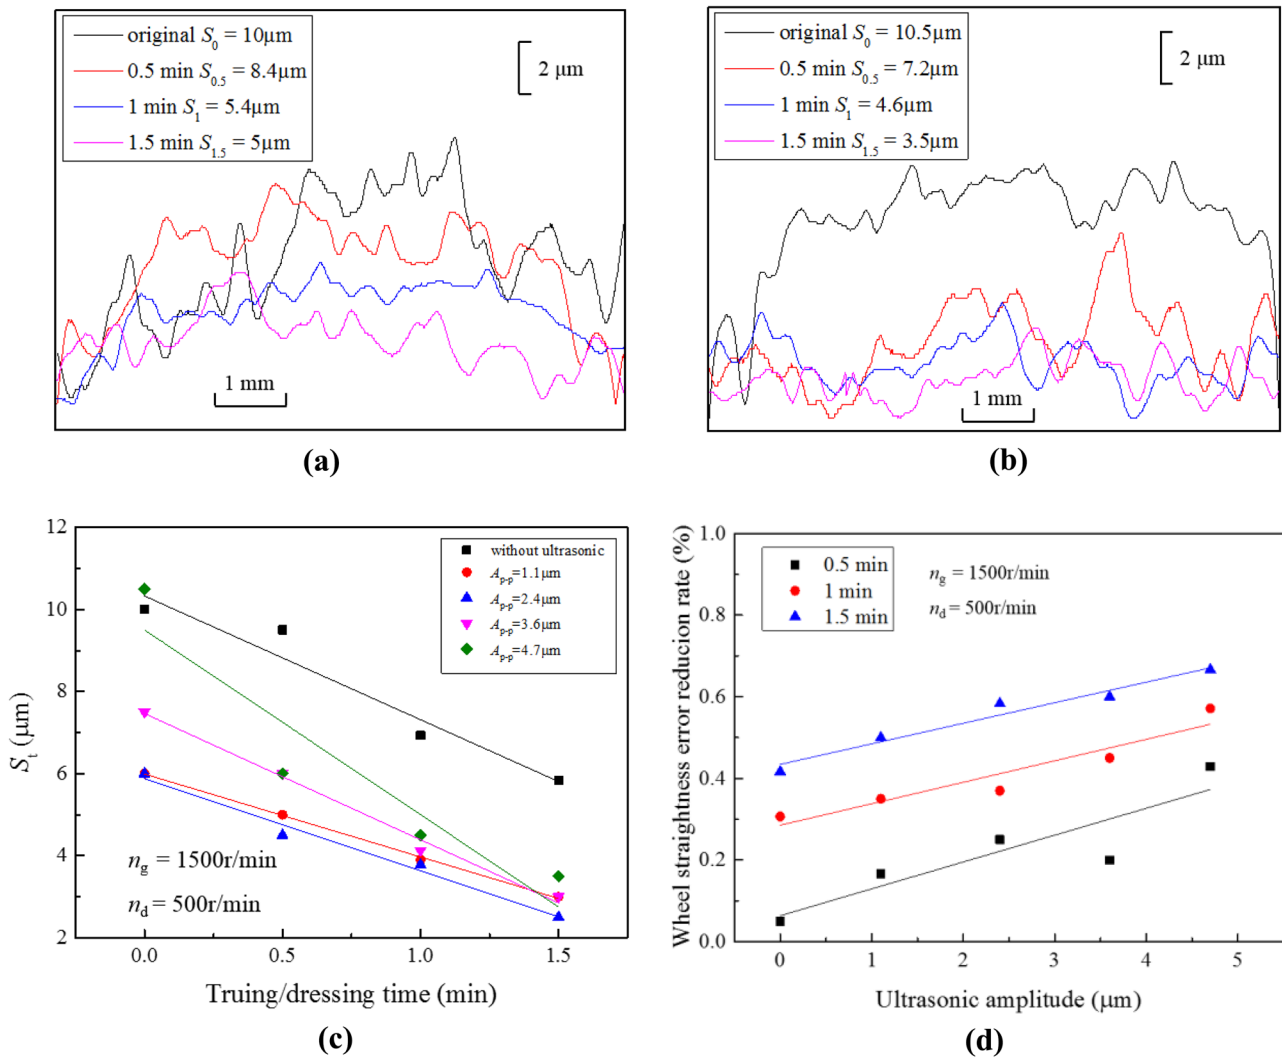 original S0 = 10μm
0.5 min S0.5 = 8.4μm
1 min S1 = 5.4μm
1.5 min S1.5 = 5μm
2 μm
1 mm
(a)
original S0 = 10.5μm
0.5 min S0.5 = 7.2μm
1 min S1 = 4.6μm
1.5 min S1.5 = 3.5μm
2 μm
1 mm
(b)
12
10
8
6
4
2
St (μm)
without ultrasonic
Ap-p=1.1μm
Ap-p=2.4μm
Ap-p=3.6μm
Ap-p=4.7μm
ng = 1500r/min
nd = 500r/min
0.0 0.5 1.0 1.5
Truing/dressing time (min)
(c)
1.0
0.8
0.6
0.4
0.2
0.0
Wheel straightness error reducion rate (%)
0.5 min
1 min
1.5 min
ng = 1500r/min
nd = 500r/min
0 1 2 3 4 5
Ultrasonic amplitude (μm)
(d)